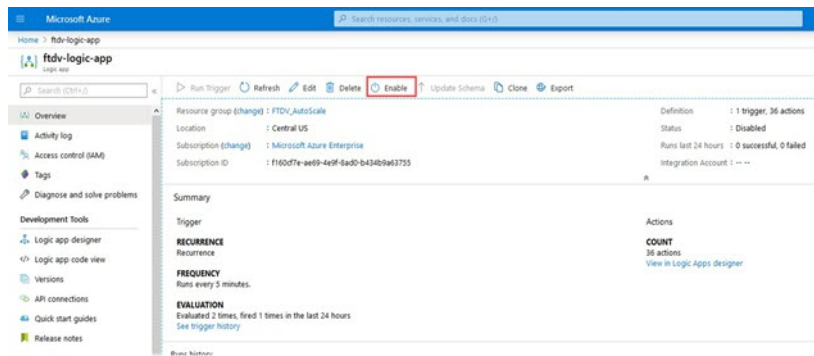 Microsoft Azure
Search resources, services, and docs (G+/)
Home > ftdv-logic-app
ftdv-logic-app
Logic app
Search (Ctrl+/)
«
Run Trigger Refresh Edit Delete Enable Update Schema Clone Export
Overview
Activity log
Access control (IAM)
Tags
Diagnose and solve problems
Development Tools
Logic app designer
Logic app code view
Versions
API connections
Quick start guides
Release notes
Resource group (change) : FTDV_AutoScale
Location : Central US
Subscription (change) : Microsoft Azure Enterprise
Subscription ID : f160cf7e-ae69-4e9f-8ad0-b434b9a63755
Definition : 1 trigger, 36 actions
Status : Disabled
Runs last 24 hours : 0 successful, 0 failed
Integration Account : -- --
Summary
Trigger
RECURRENCE
Recurrence
FREQUENCY
Runs every 5 minutes.
EVALUATION
Evaluated 2 times, fired 1 times in the last 24 hours
See trigger history
Actions
COUNT
36 actions
View in Logic Apps designer
Runs history